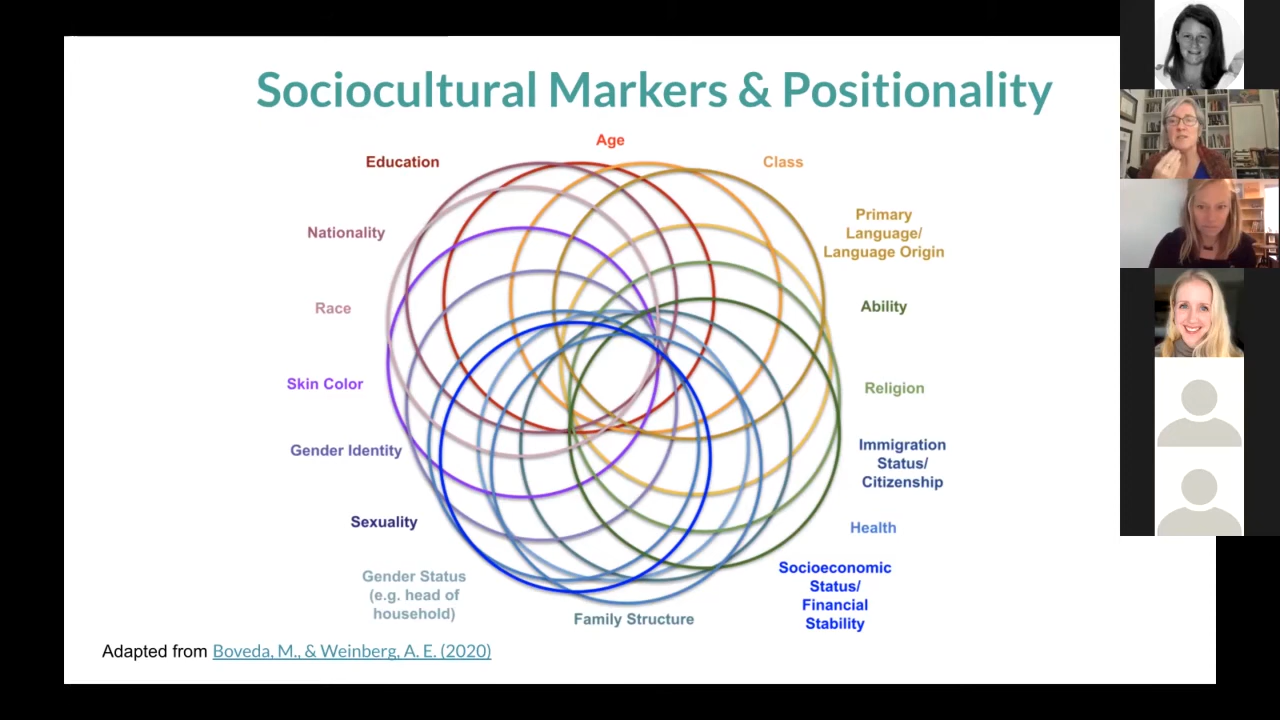 Sociocultural Markers & Positionality
Age
Education
Class
Nationality
Primary
Language/
Language Origin
Race
Ability
Skin Color
Religion
Gender Identity
Immigration
Status/
Citizenship
Sexuality
Health
Gender Status
(e.g. head of
household)
Socioeconomic
Status/
Financial
Stability
Family Structure
Adapted from Boveda, M., & Weinberg, A. E. (2020)